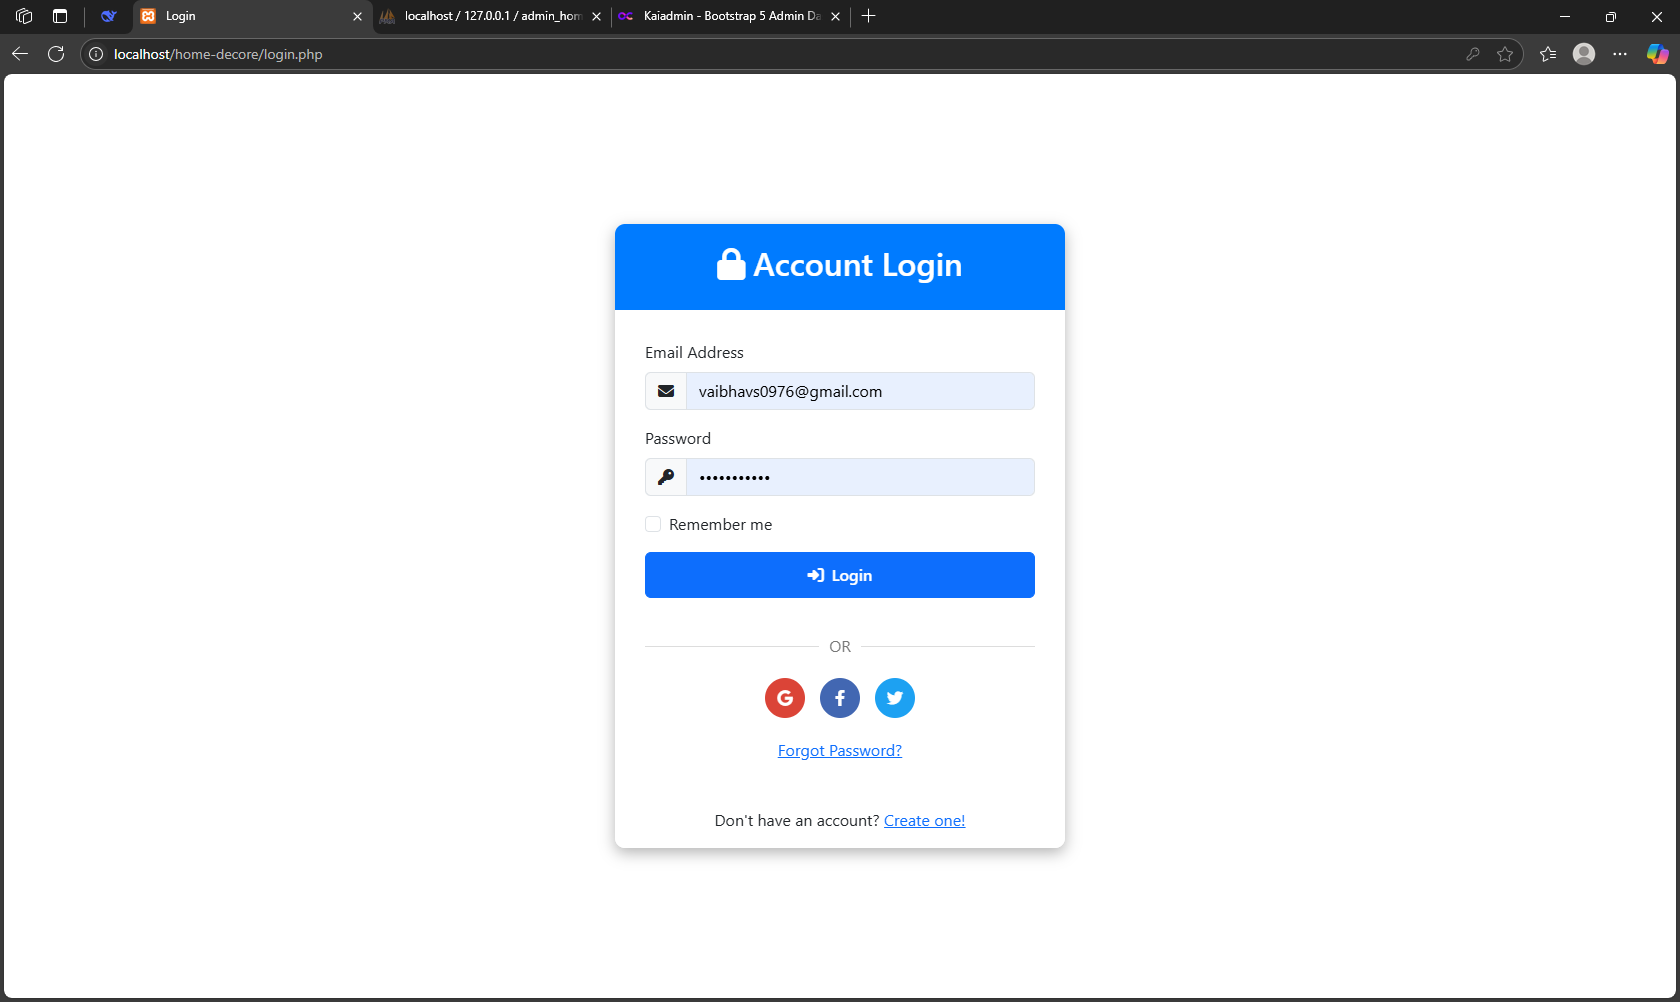 Login
localhost / 127.0.0.1 / admin_hom
Kaiadmin - Bootstrap 5 Admin Da
localhost/home-decore/login.php
Account Login
Email Address
vaibhavs0976@gmail.com
Password
•••••••••••
Remember me
Login
OR
Forgot Password?
Don't have an account? Create one!